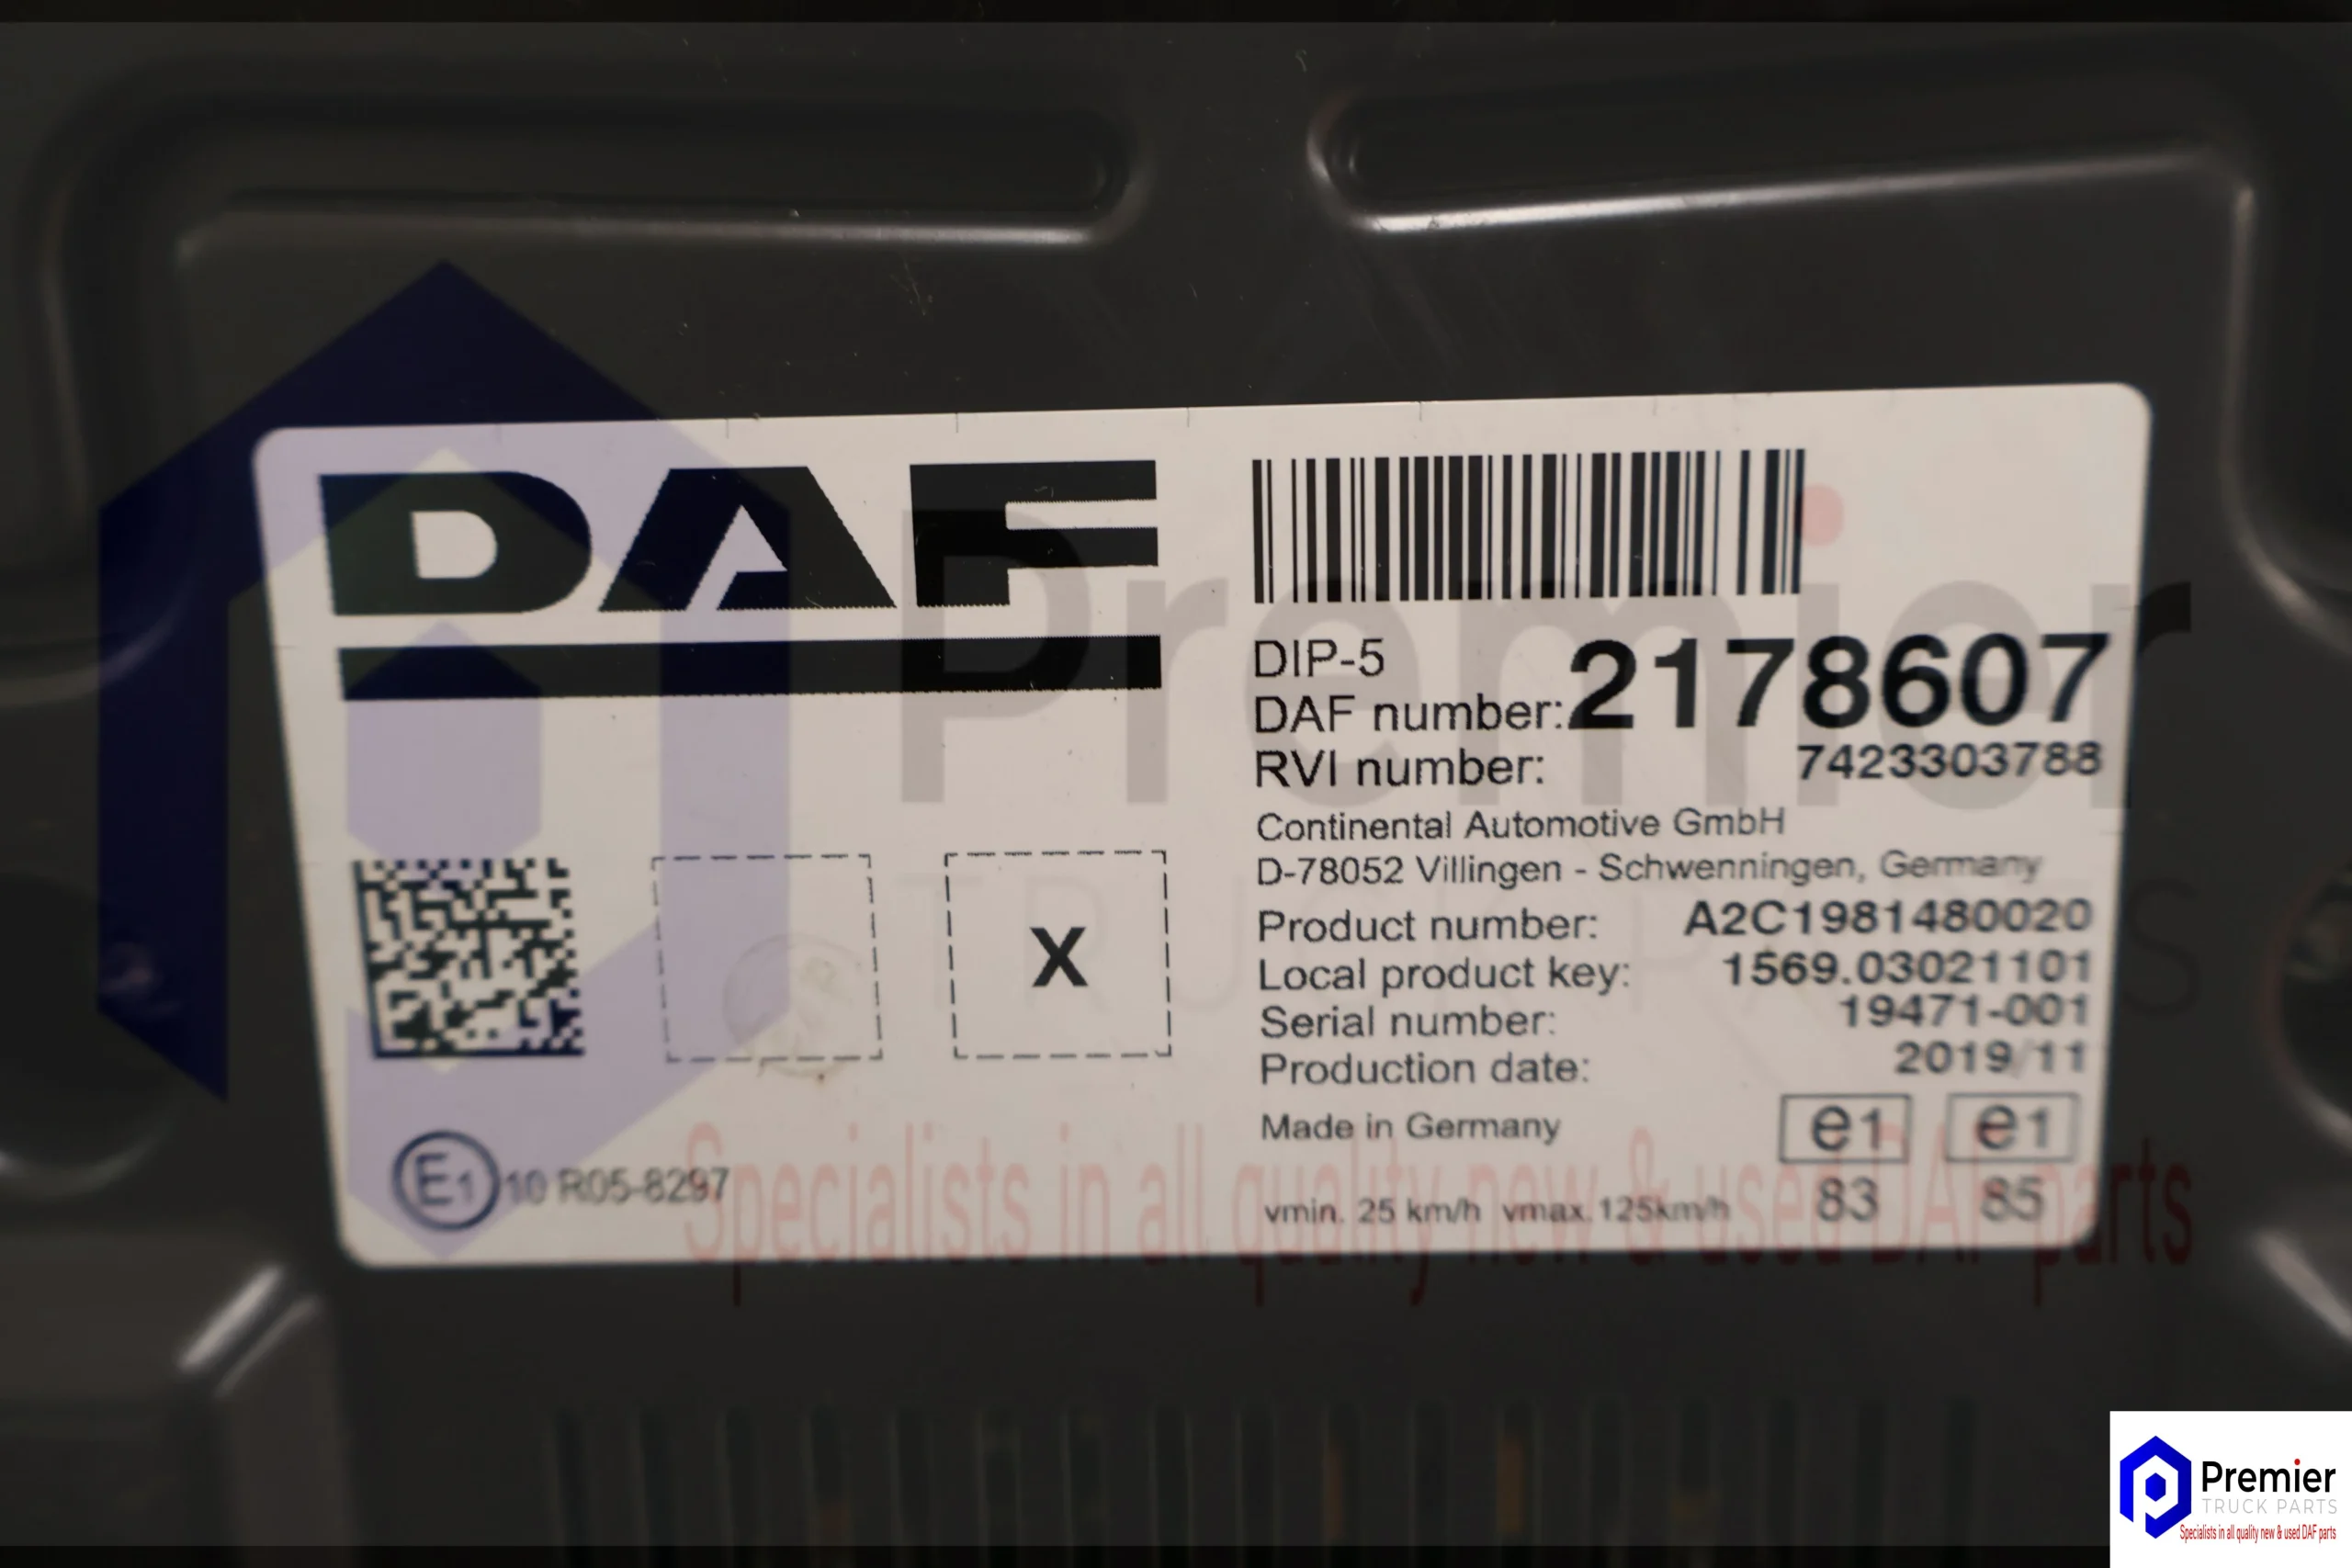 DAF
DIP-5
DAF number: 2178607
RVI number: 7423303788
Continental Automotive GmbH
D-78052 Villingen - Schwenningen, Germany
Product number: A2C1981480020
Local product key: 1569.03021101
Serial number: 19471-001
Production date: 2019/11
Made in Germany
e1 e1
83 85
vmin. 25 km/h vmax. 125km/h
X
E1 10 R05-8297
Premier
TRUCK PARTS
Specialists in all quality new & used DAF parts
Premier
TRUCK PARTS
Specialists in all quality new & used DAF parts